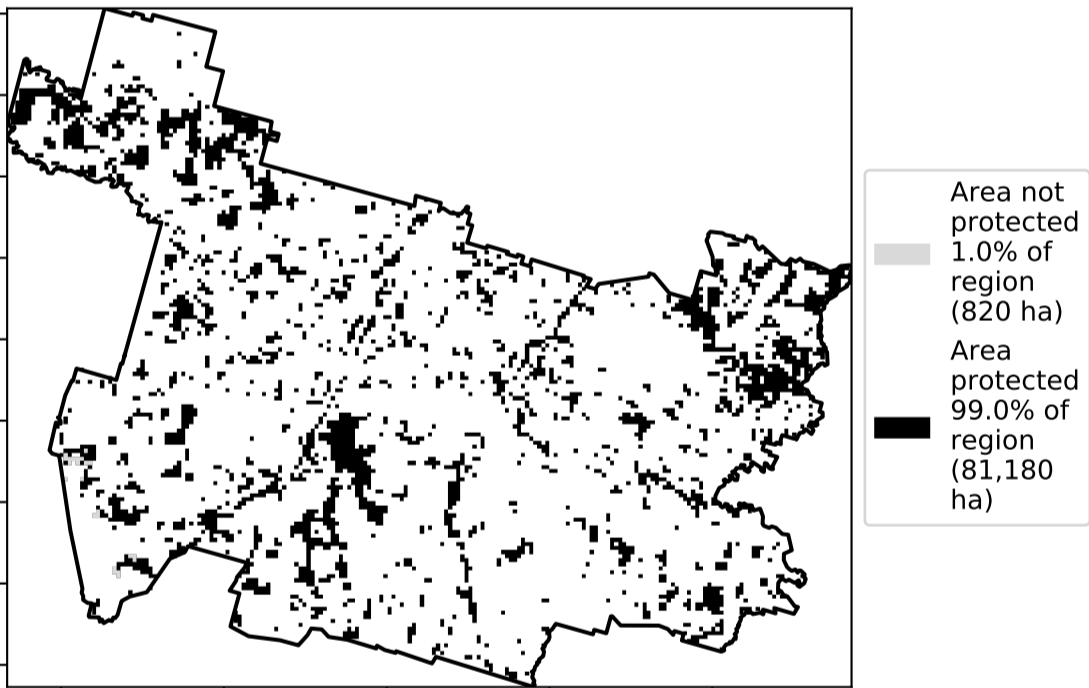 Area not
protected
1.0% of
region
(820 ha)
Area
protected
99.0% of
region
(81,180
ha)